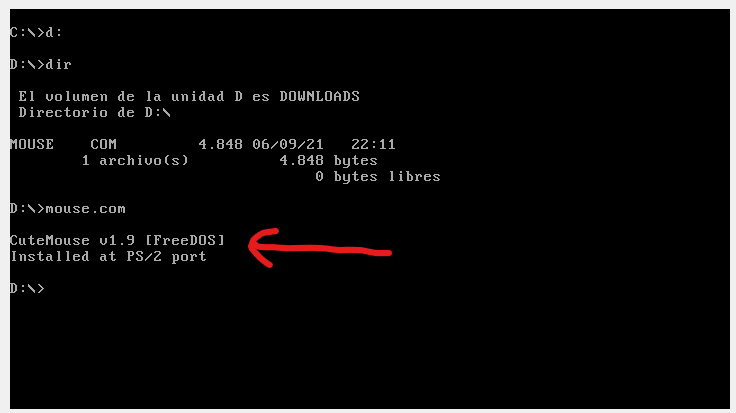 C:\>d:
D:\>dir
El volumen de la unidad D es DOWNLOADS
Directorio de D:\
MOUSE    COM         4.848 06/09/21   22:11
1 archivo(s)          4.848 bytes
0 bytes libres
D:\>mouse.com
CuteMouse v1.9 [FreeDOS]
Installed at PS/2 port
D:\>